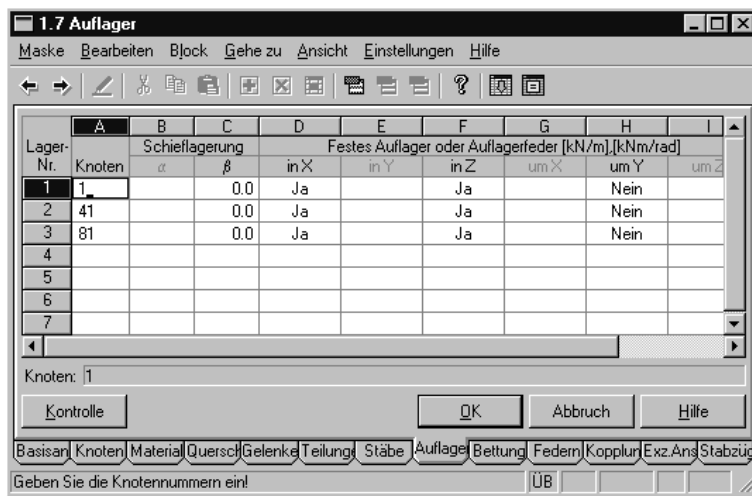 1.7 Auflager
Maske Bearbeiten Block Gehe zu Ansicht Einstellungen Hilfe
A B C D E F G H I
Lager- Schieflagerung Festes Auflager oder Auflagerfeder [kN/m],[kNm/rad]
Nr. Knoten α β in X in Y in Z um X um Y um Z
1 1 0.0 Ja Ja Nein
2 41 0.0 Ja Ja Nein
3 81 0.0 Ja Ja Nein
4
5
6
7
Knoten: 1
Kontrolle OK Abbruch Hilfe
Basisan Knoten Material Quersch Gelenke Teilunge Stäbe Auflage Bettung Federn Kopplun Exz.Ans Stabzüg
Geben Sie die Knotennummern ein! ÜB